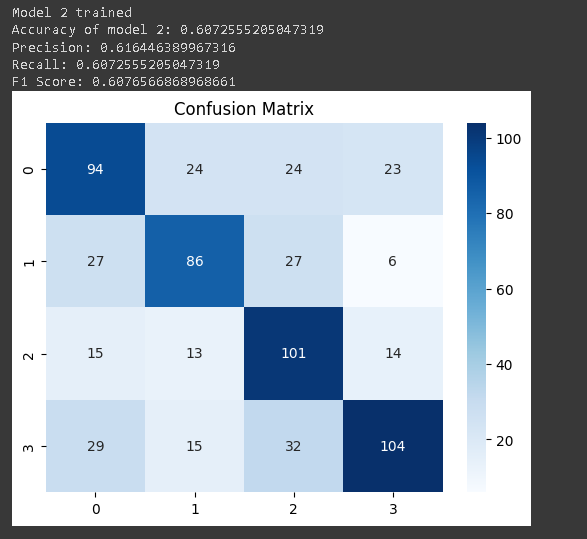 Model 2 trained
Accuracy of model 2: 0.6072555205047319
Precision: 0.616446389967316
Recall: 0.6072555205047319
F1 Score: 0.6076566868968661
Confusion Matrix
0 94 24 24 23
1 27 86 27 6
2 15 13 101 14
3 29 15 32 104
0 1 2 3
100
80
60
40
20